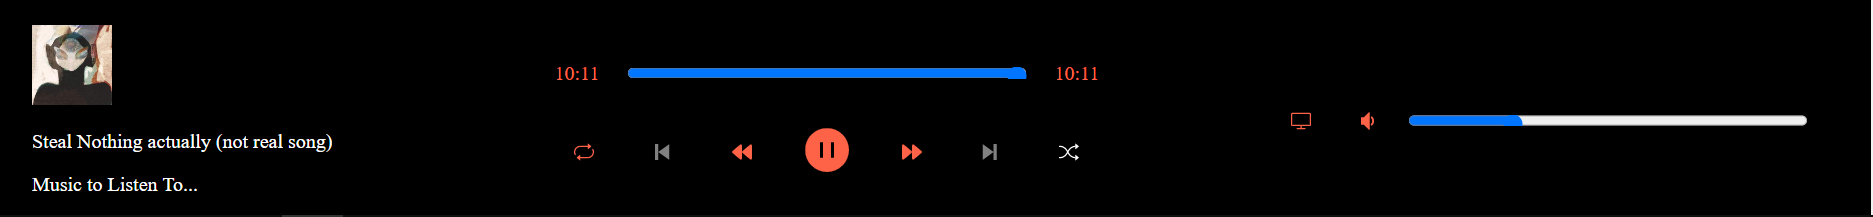 10:11
10:11
Steal Nothing actually (not real song)
Music to Listen To...